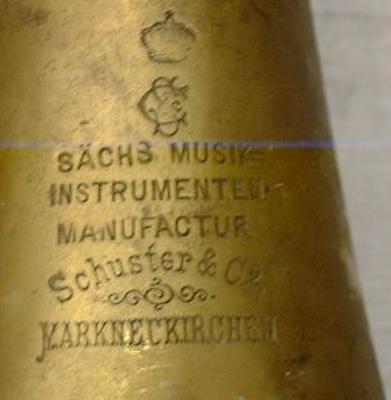 SÄCHS MUSIK
INSTRUMENTEN
MANUFACTUR
Schuster & Co.
MARKNEUKIRCHEN